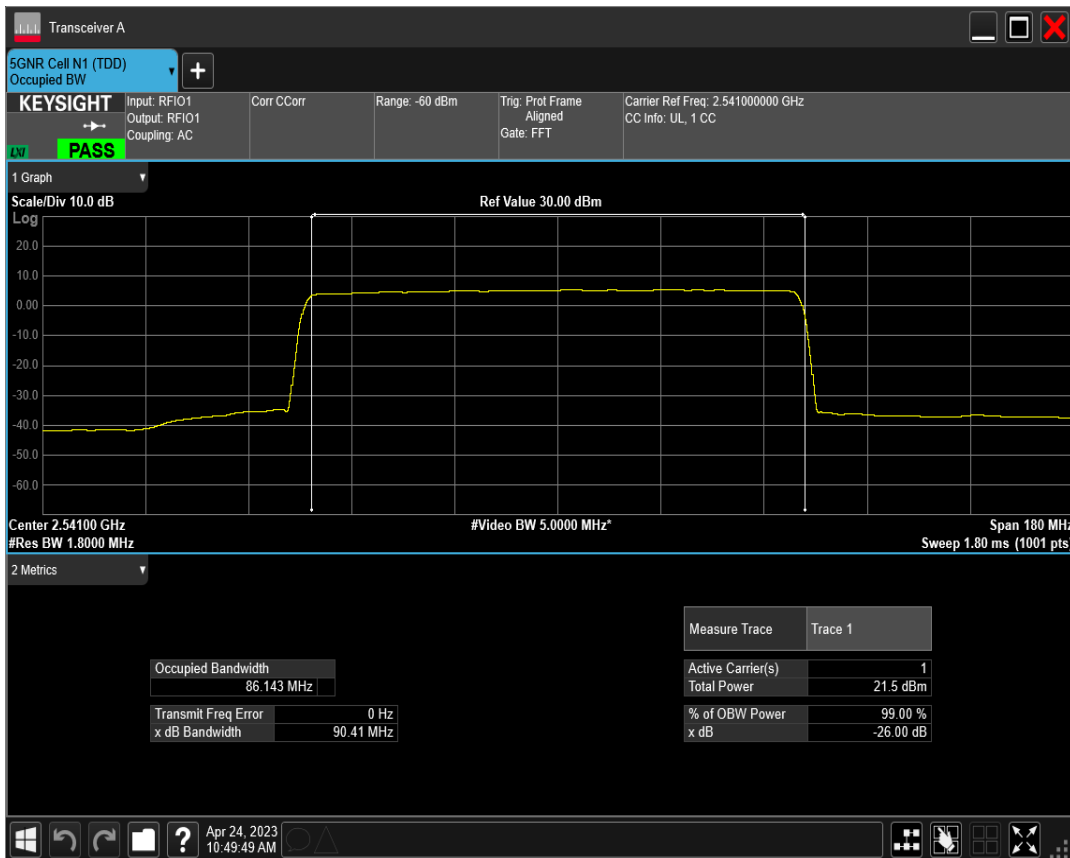 Transceiver A
5GNR Cell N1 (TDD)
Occupied BW
KEYSIGHT
LXI
PASS
Input: RFIO1
Output: RFIO1
Coupling: AC
Corr CCorr
Range: -60 dBm
Trig: Prot Frame
Aligned
Gate: FFT
Carrier Ref Freq: 2.541000000 GHz
CC Info: UL, 1 CC
1 Graph
Scale/Div 10.0 dB
Ref Value 30.00 dBm
Log
20.0
10.0
0.00
-10.0
-20.0
-30.0
-40.0
-50.0
-60.0
Center 2.54100 GHz
#Video BW 5.0000 MHz*
Span 180 MHz
#Res BW 1.8000 MHz
Sweep 1.80 ms (1001 pts)
2 Metrics
Measure Trace Trace 1
Occupied Bandwidth
86.143 MHz
Active Carrier(s) 1
Total Power 21.5 dBm
Transmit Freq Error 0 Hz
x dB Bandwidth 90.41 MHz
% of OBW Power 99.00 %
x dB -26.00 dB
?
Apr 24, 2023
10:49:49 AM